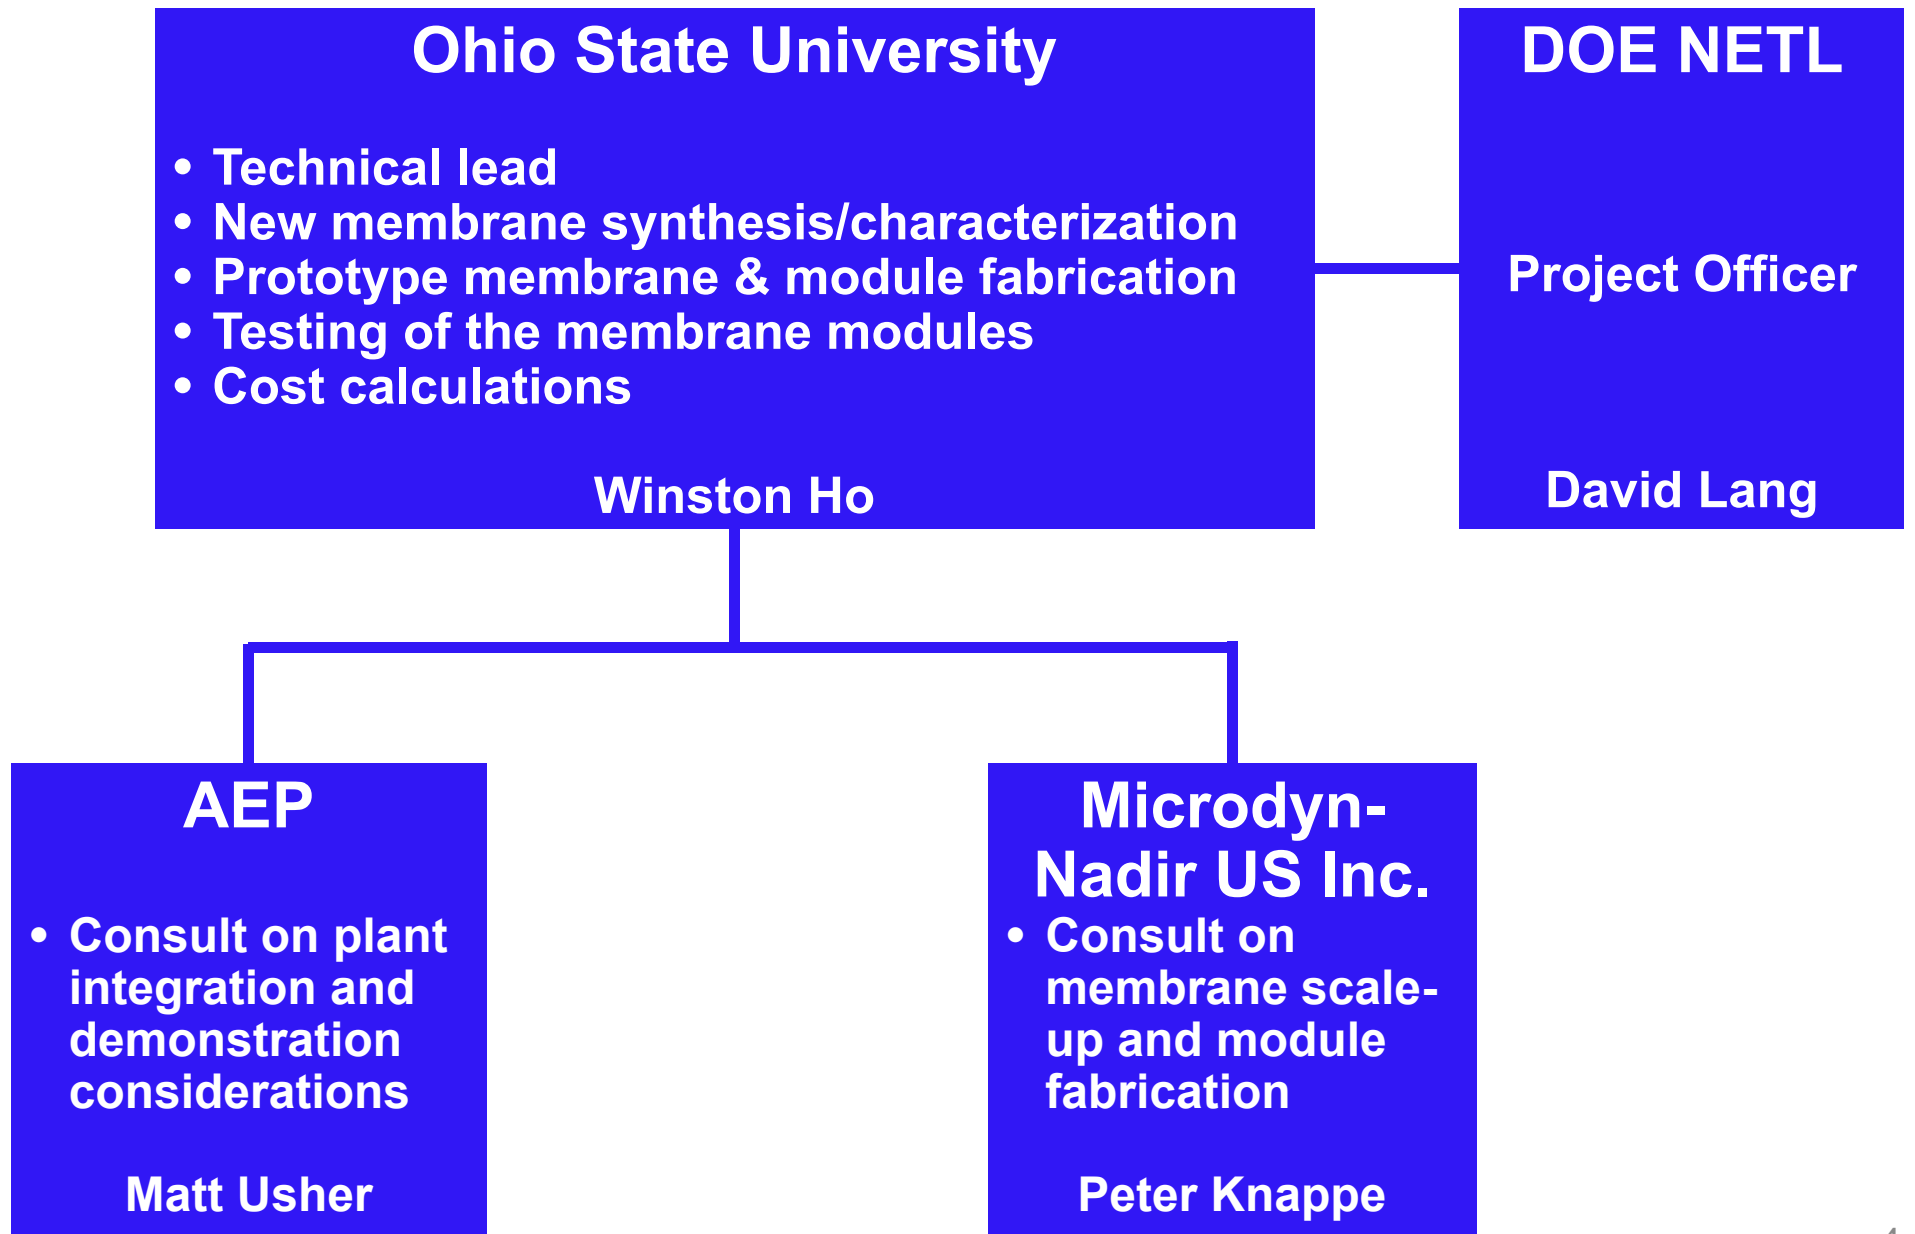 Ohio State University
• Technical lead
• New membrane synthesis/characterization
• Prototype membrane & module fabrication
• Testing of the membrane modules
• Cost calculations
Winston Ho
DOE NETL
Project Officer
David Lang
AEP
• Consult on plant
integration and
demonstration
considerations
Matt Usher
Microdyn-
Nadir US Inc.
• Consult on
membrane scale-
up and module
fabrication
Peter Knappe